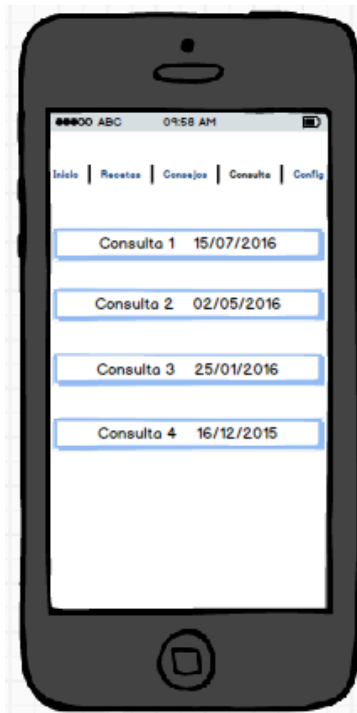 ABC 09:58 AM
Inicio | Recetas | Consejos | Consulta | Config
Consulta 1 15/07/2016
Consulta 2 02/05/2016
Consulta 3 25/01/2016
Consulta 4 16/12/2015